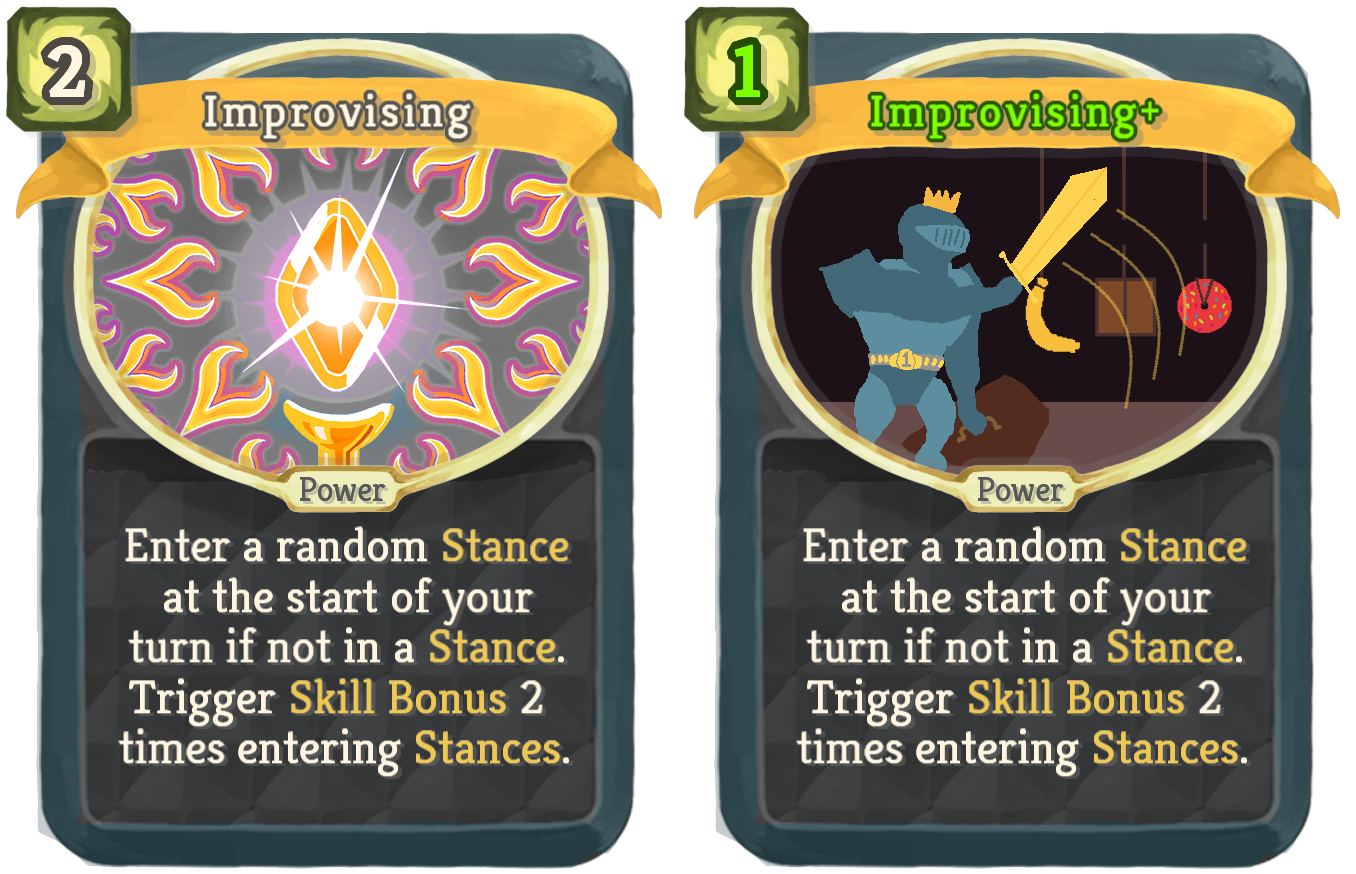 2
Improvising
Power
Enter a random Stance
at the start of your
turn if not in a Stance.
Trigger Skill Bonus 2
times entering Stances.
1
Improvising+
1
Power
Enter a random Stance
at the start of your
turn if not in a Stance.
Trigger Skill Bonus 2
times entering Stances.